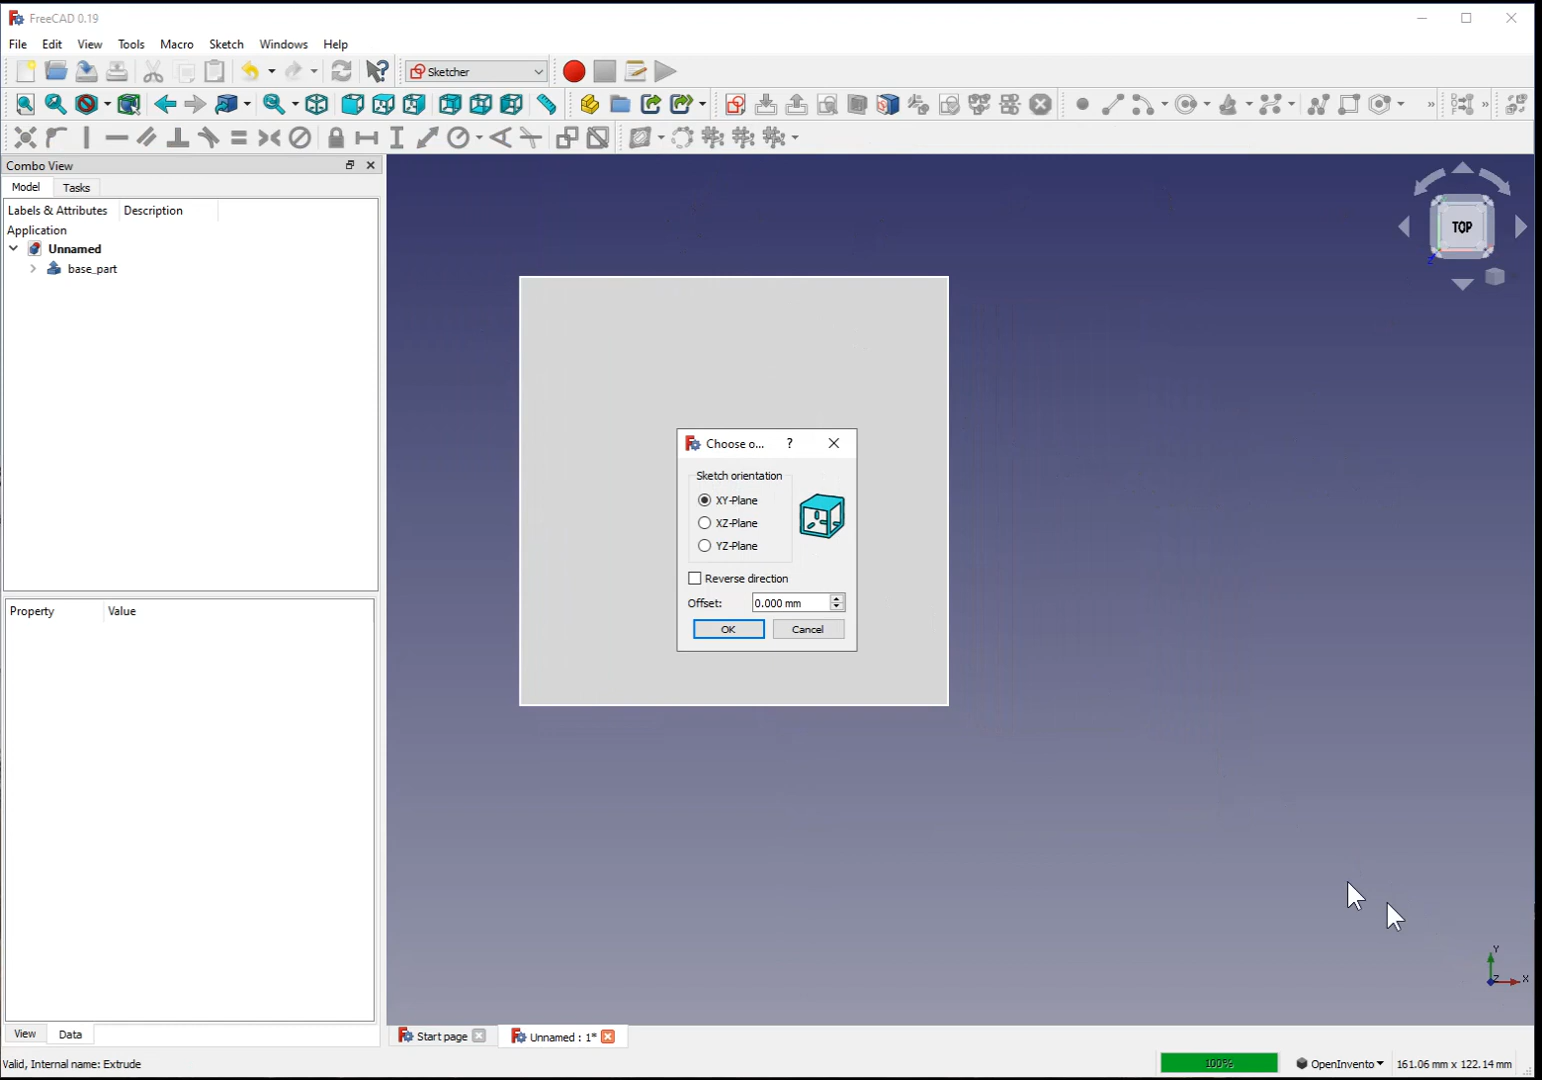 FreeCAD 0.19
File Edit View Tools Macro Sketch Windows Help
Sketcher
Combo View
Model Tasks
Labels & Attributes Description
Application
Unnamed
base_part
TOP
Choose o... ?
Sketch orientation
XY-Plane
XZ-Plane
YZ-Plane
Reverse direction
Offset: 0.000 mm
OK Cancel
Property Value
Y
Z X
View Data
Start page Unnamed : 1*
Valid, Internal name: Extrude 100% OpenInvento 161.06 mm x 122.14 mm